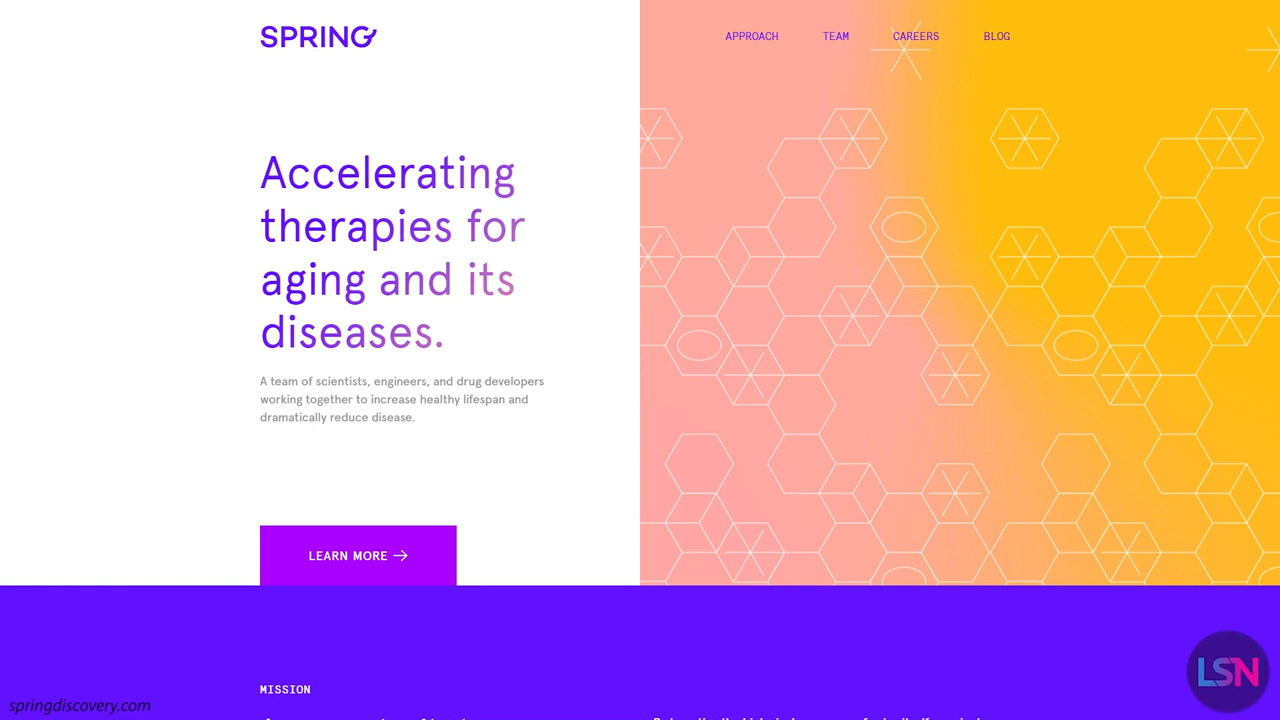 SPRING
APPROACH TEAM CAREERS BLOG
Accelerating
therapies for
aging and its
diseases.
A team of scientists, engineers, and drug developers
working together to increase healthy lifespan and
dramatically reduce disease.
LEARN MORE →
MISSION
springdiscovery.com
LSN